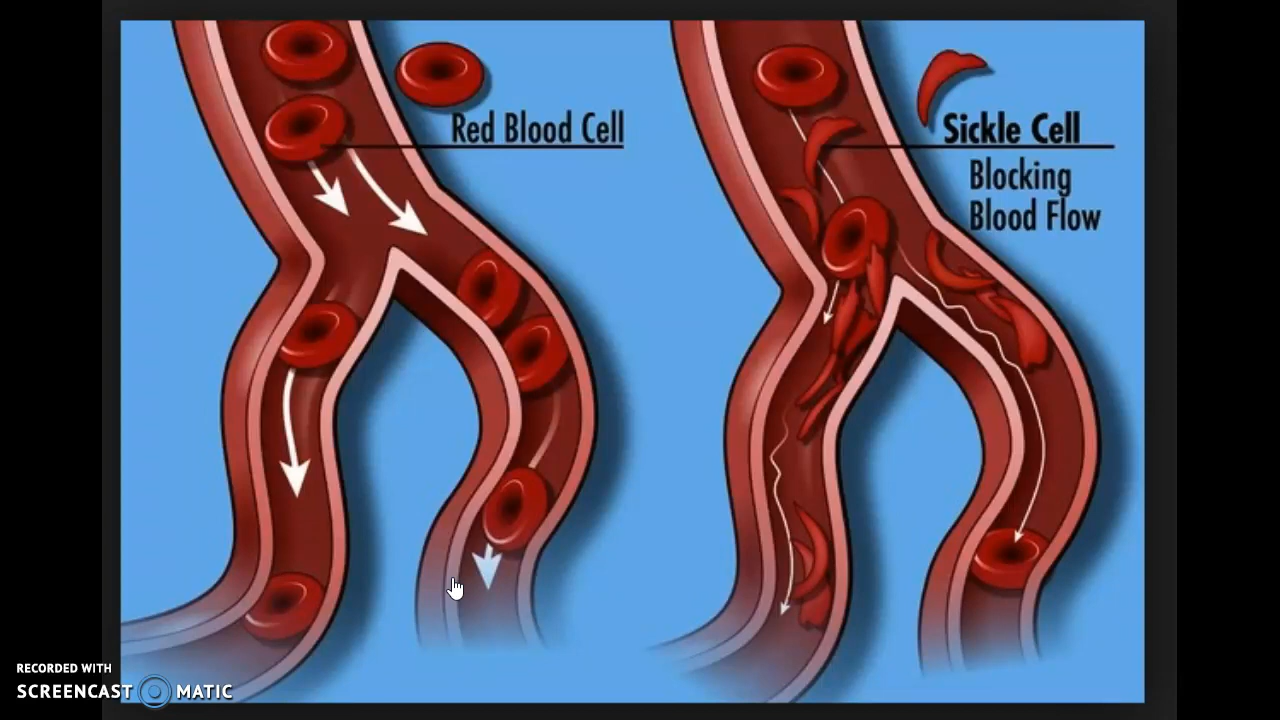 Red Blood Cell
Sickle Cell
Blocking
Blood Flow
RECORDED WITH
SCREENCAST MATIC